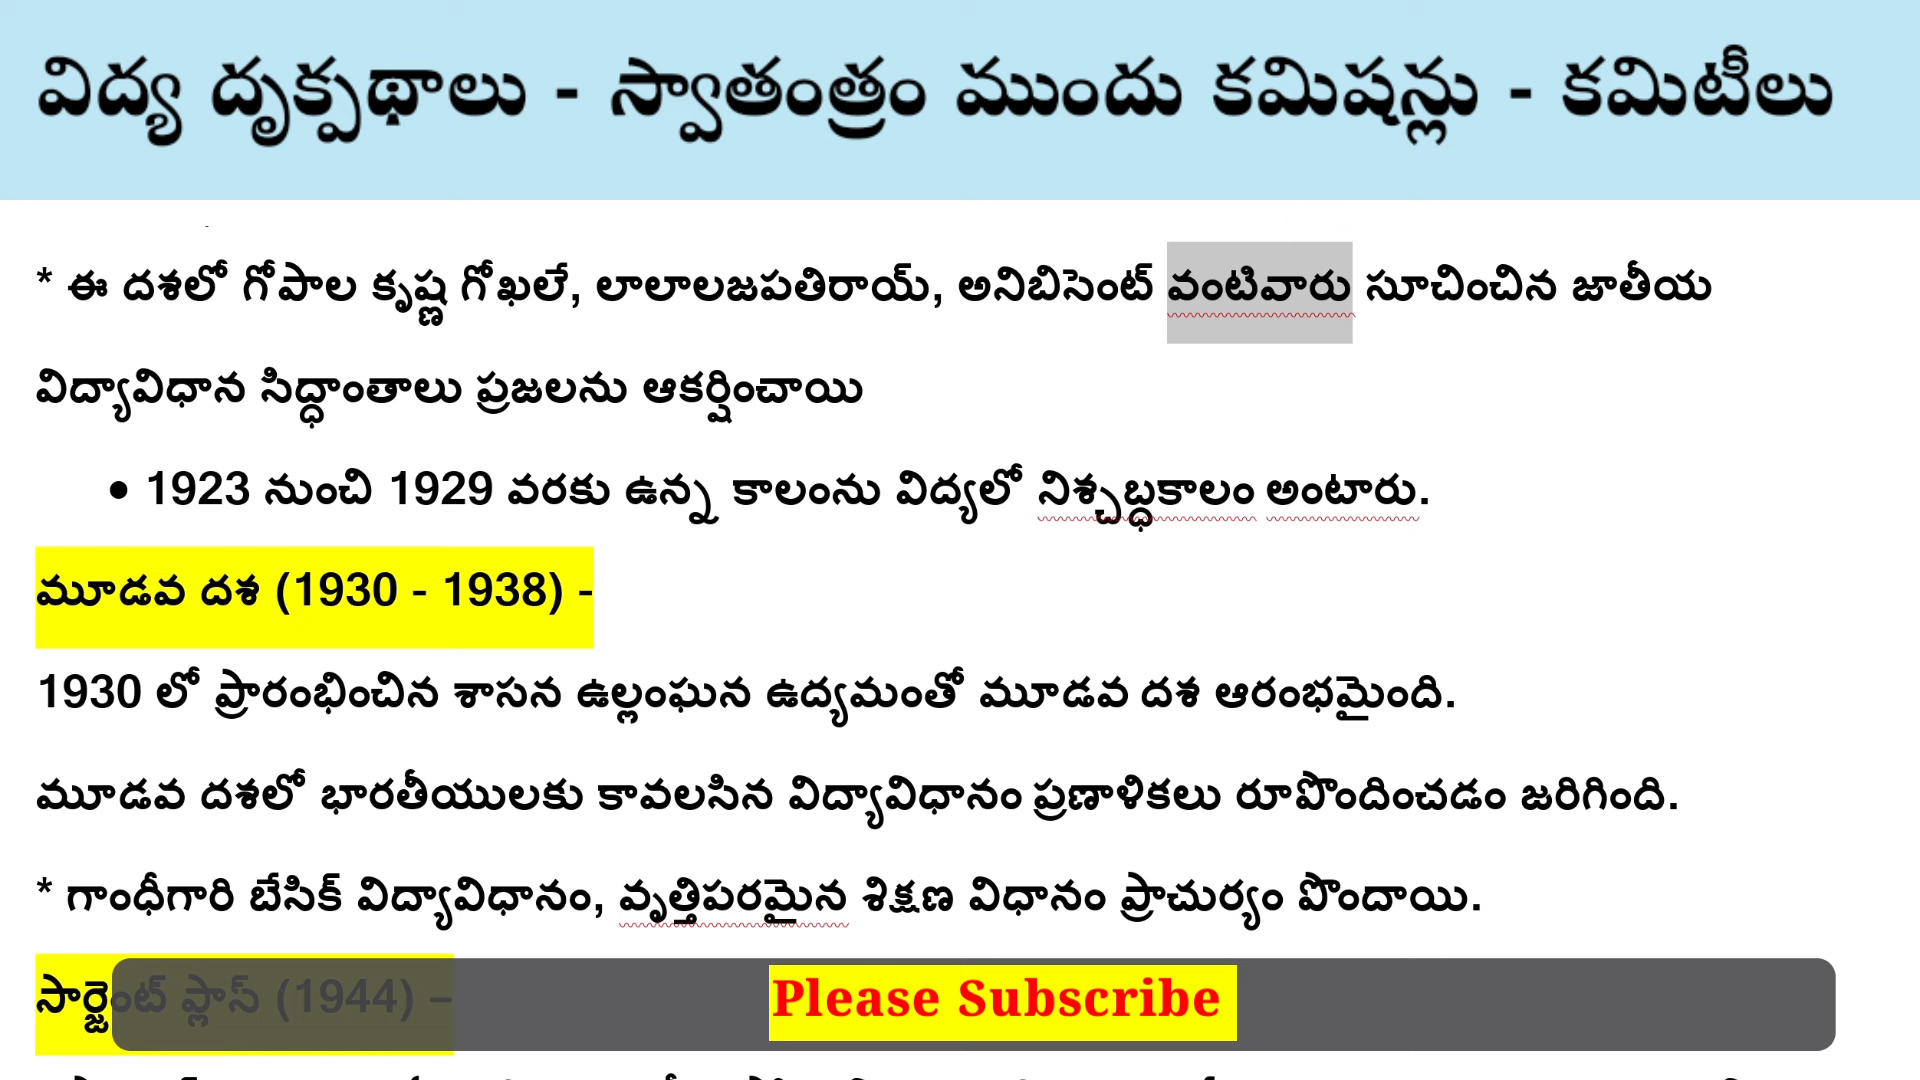 విద్య దృక్పథాలు - స్వాతంత్రం ముందు కమిషన్లు - కమిటీలు
* ఈ దశలో గోపాల కృష్ణ గోఖలే, లాలాలజపతిరాయ్, అనిబిసెంట్ వంటివారు సూచించిన జాతీయ
విద్యావిధాన సిద్ధాంతాలు ప్రజలను ఆకర్షించాయి
• 1923 నుంచి 1929 వరకు ఉన్న కాలంను విద్యలో నిశ్చబ్ధకాలం అంటారు.
మూడవ దశ (1930 - 1938) -
1930 లో ప్రారంభించిన శాసన ఉల్లంఘన ఉద్యమంతో మూడవ దశ ఆరంభమైంది.
మూడవ దశలో భారతీయులకు కావలసిన విద్యావిధానం ప్రణాళికలు రూపొందించడం జరిగింది.
* గాంధీగారి బేసిక్ విద్యావిధానం, వృత్తిపరమైన శిక్షణ విధానం ప్రాచుర్యం పొందాయి.
సార్జెంట్ ప్లాస్ (1944) –
Please Subscribe